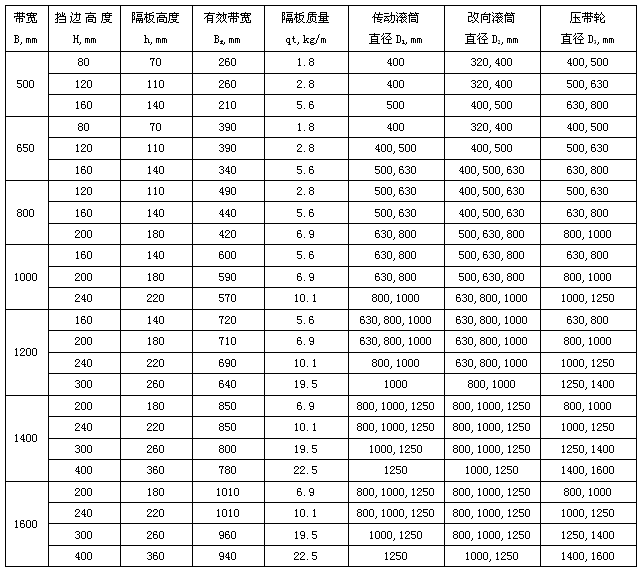 带宽 挡边高度 隔板高度 有效带宽 隔板质量 传动滚筒 改向滚筒 压带轮
B,mm H,mm h,mm Bₑ,mm qt,kg/m 直径D₁,mm 直径D₂,mm 直径D₃,mm
80 70 260 1.8 400 320,400 400,500
500 120 110 260 2.8 400 320,400 500,630
160 140 210 5.6 500 400,500 630,800
80 70 390 1.8 400 320,400 400,500
650 120 110 390 2.8 400,500 400,500 500,630
160 140 340 5.6 500,630 400,500,630 630,800
120 110 490 2.8 500,630 400,500,630 500,630
800 160 140 440 5.6 500,630 400,500,630 630,800
200 180 420 6.9 630,800 500,630,800 800,1000
160 140 600 5.6 630,800 500,630,800 630,800
1000 200 180 590 6.9 630,800 500,630,800 800,1000
240 220 570 10.1 800,1000 630,800,1000 1000,1250
160 140 720 5.6 630,800,1000 630,800,1000 630,800
1200 200 180 710 6.9 630,800,1000 630,800,1000 800,1000
240 220 690 10.1 800,1000 630,800,1000 1000,1250
300 260 640 19.5 1000 800,1000 1250,1400
200 180 850 6.9 800,1000,1250 800,1000,1250 800,1000
1400 240 220 850 10.1 800,1000,1250 800,1000,1250 1000,1250
300 260 800 19.5 1000,1250 800,1000,1250 1250,1400
400 360 780 22.5 1250 1000,1250 1400,1600
200 180 1010 6.9 800,1000,1250 800,1000,1250 800,1000
1600 240 220 1010 10.1 800,1000,1250 800,1000,1250 1000,1250
300 260 960 19.5 1000,1250 800,1000,1250 1250,1400
400 360 940 22.5 1250 1000,1250 1400,1600